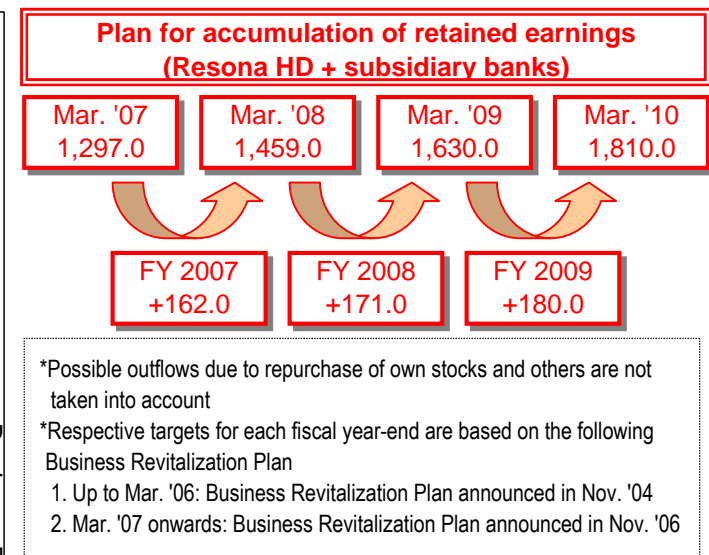 Plan for accumulation of retained earnings
(Resona HD + subsidiary banks)
Mar. '07
1,297.0
Mar. '08
1,459.0
Mar. '09
1,630.0
Mar. '10
1,810.0
FY 2007
+162.0
FY 2008
+171.0
FY 2009
+180.0
*Possible outflows due to repurchase of own stocks and others are not
taken into account
*Respective targets for each fiscal year-end are based on the following
Business Revitalization Plan
1. Up to Mar. '06: Business Revitalization Plan announced in Nov. '04
2. Mar. '07 onwards: Business Revitalization Plan announced in Nov. '06